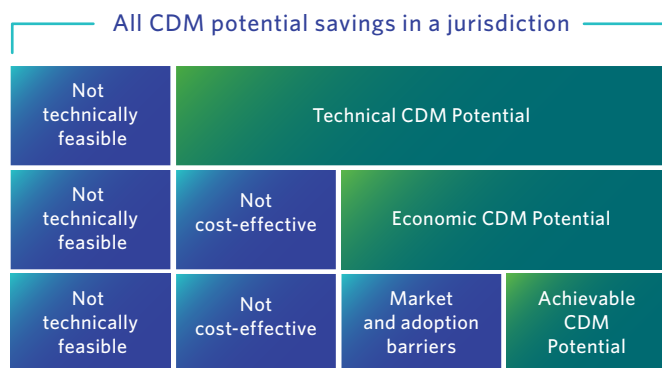 All CDM potential savings in a jurisdiction
Not
technically
feasible
Technical CDM Potential
Not
technically
feasible
Not
cost-effective
Economic CDM Potential
Not
technically
feasible
Not
cost-effective
Market
and adoption
barriers
Achievable
CDM
Potential